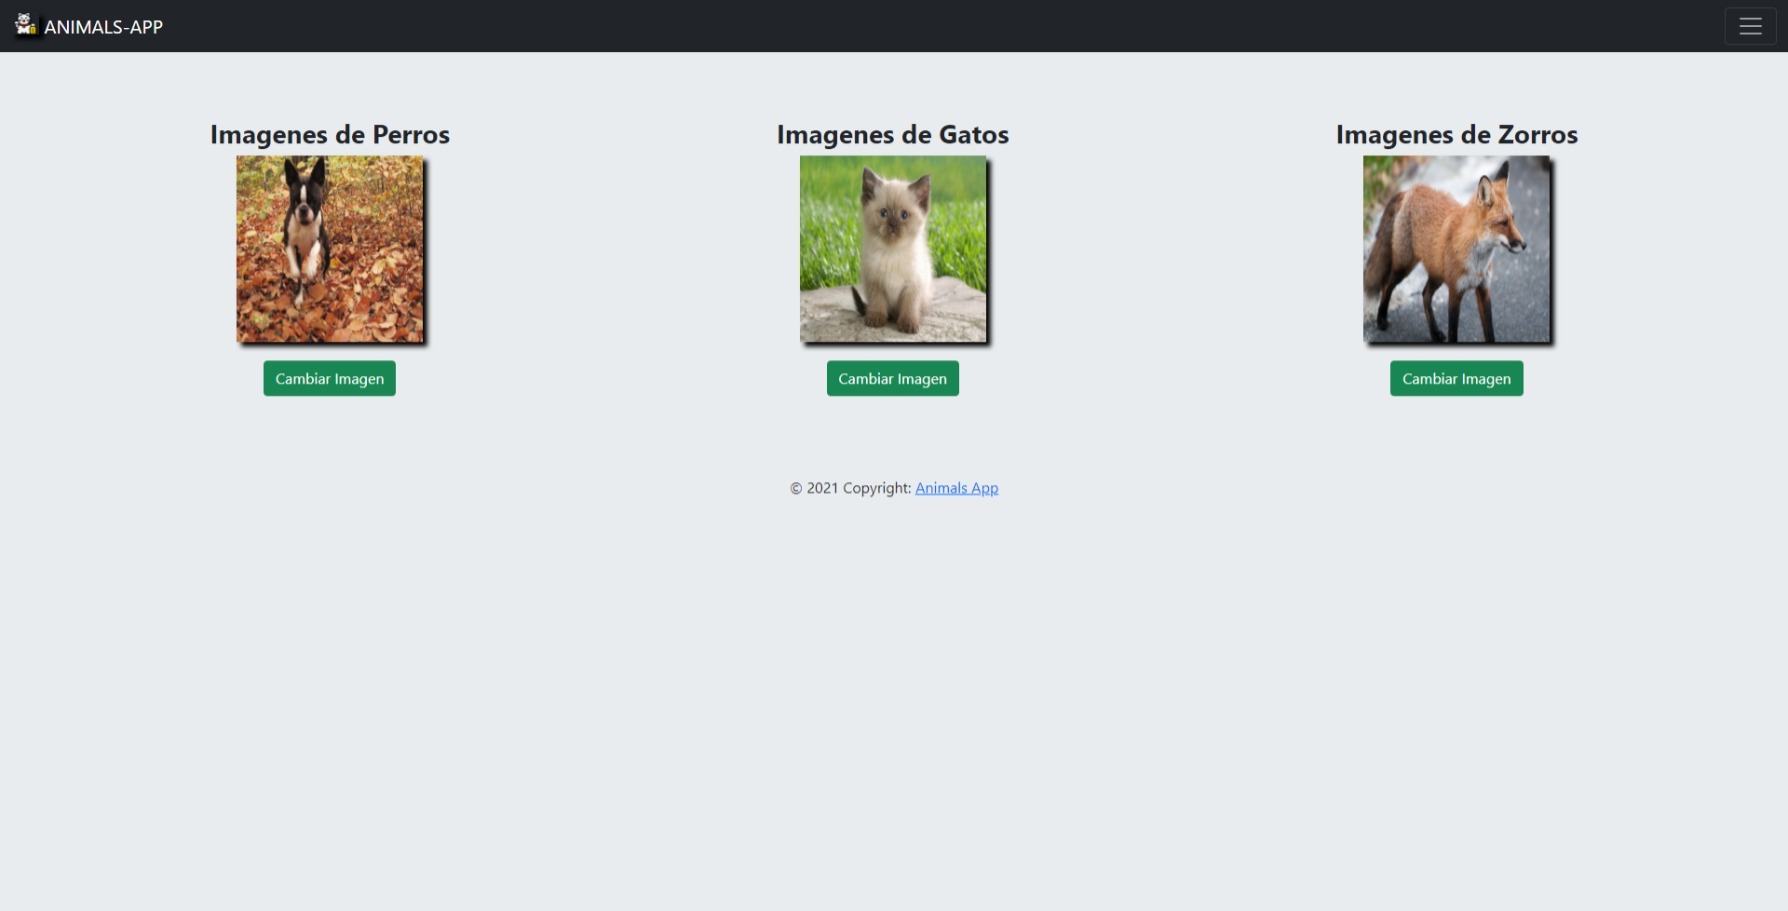 ANIMALS-APP
Imagenes de Perros
Imagenes de Gatos
Imagenes de Zorros
Cambiar Imagen
Cambiar Imagen
Cambiar Imagen
© 2021 Copyright: Animals App